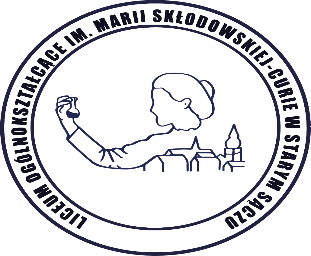 LICEUM OGÓLNOKSZTAŁCĄCE IM. MARII SKŁODOWSKIEJ-CURIE W STARYM SĄCZU